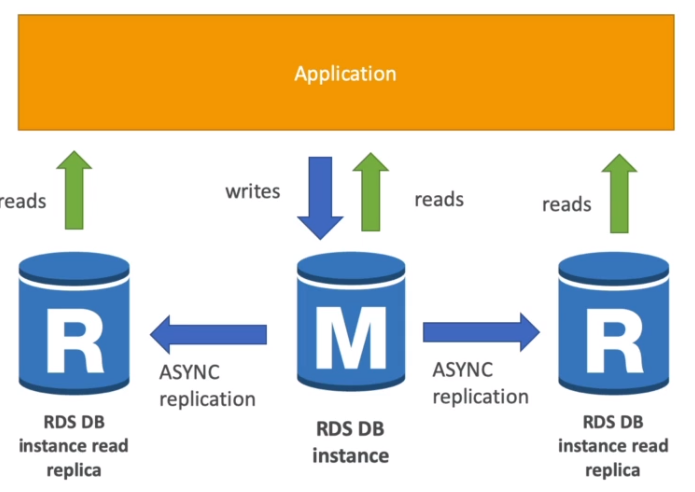 Application
reads
writes
reads
reads
R
M
R
ASYNC
replication
ASYNC
replication
RDS DB
instance read
replica
RDS DB
instance
RDS DB
instance read
replica